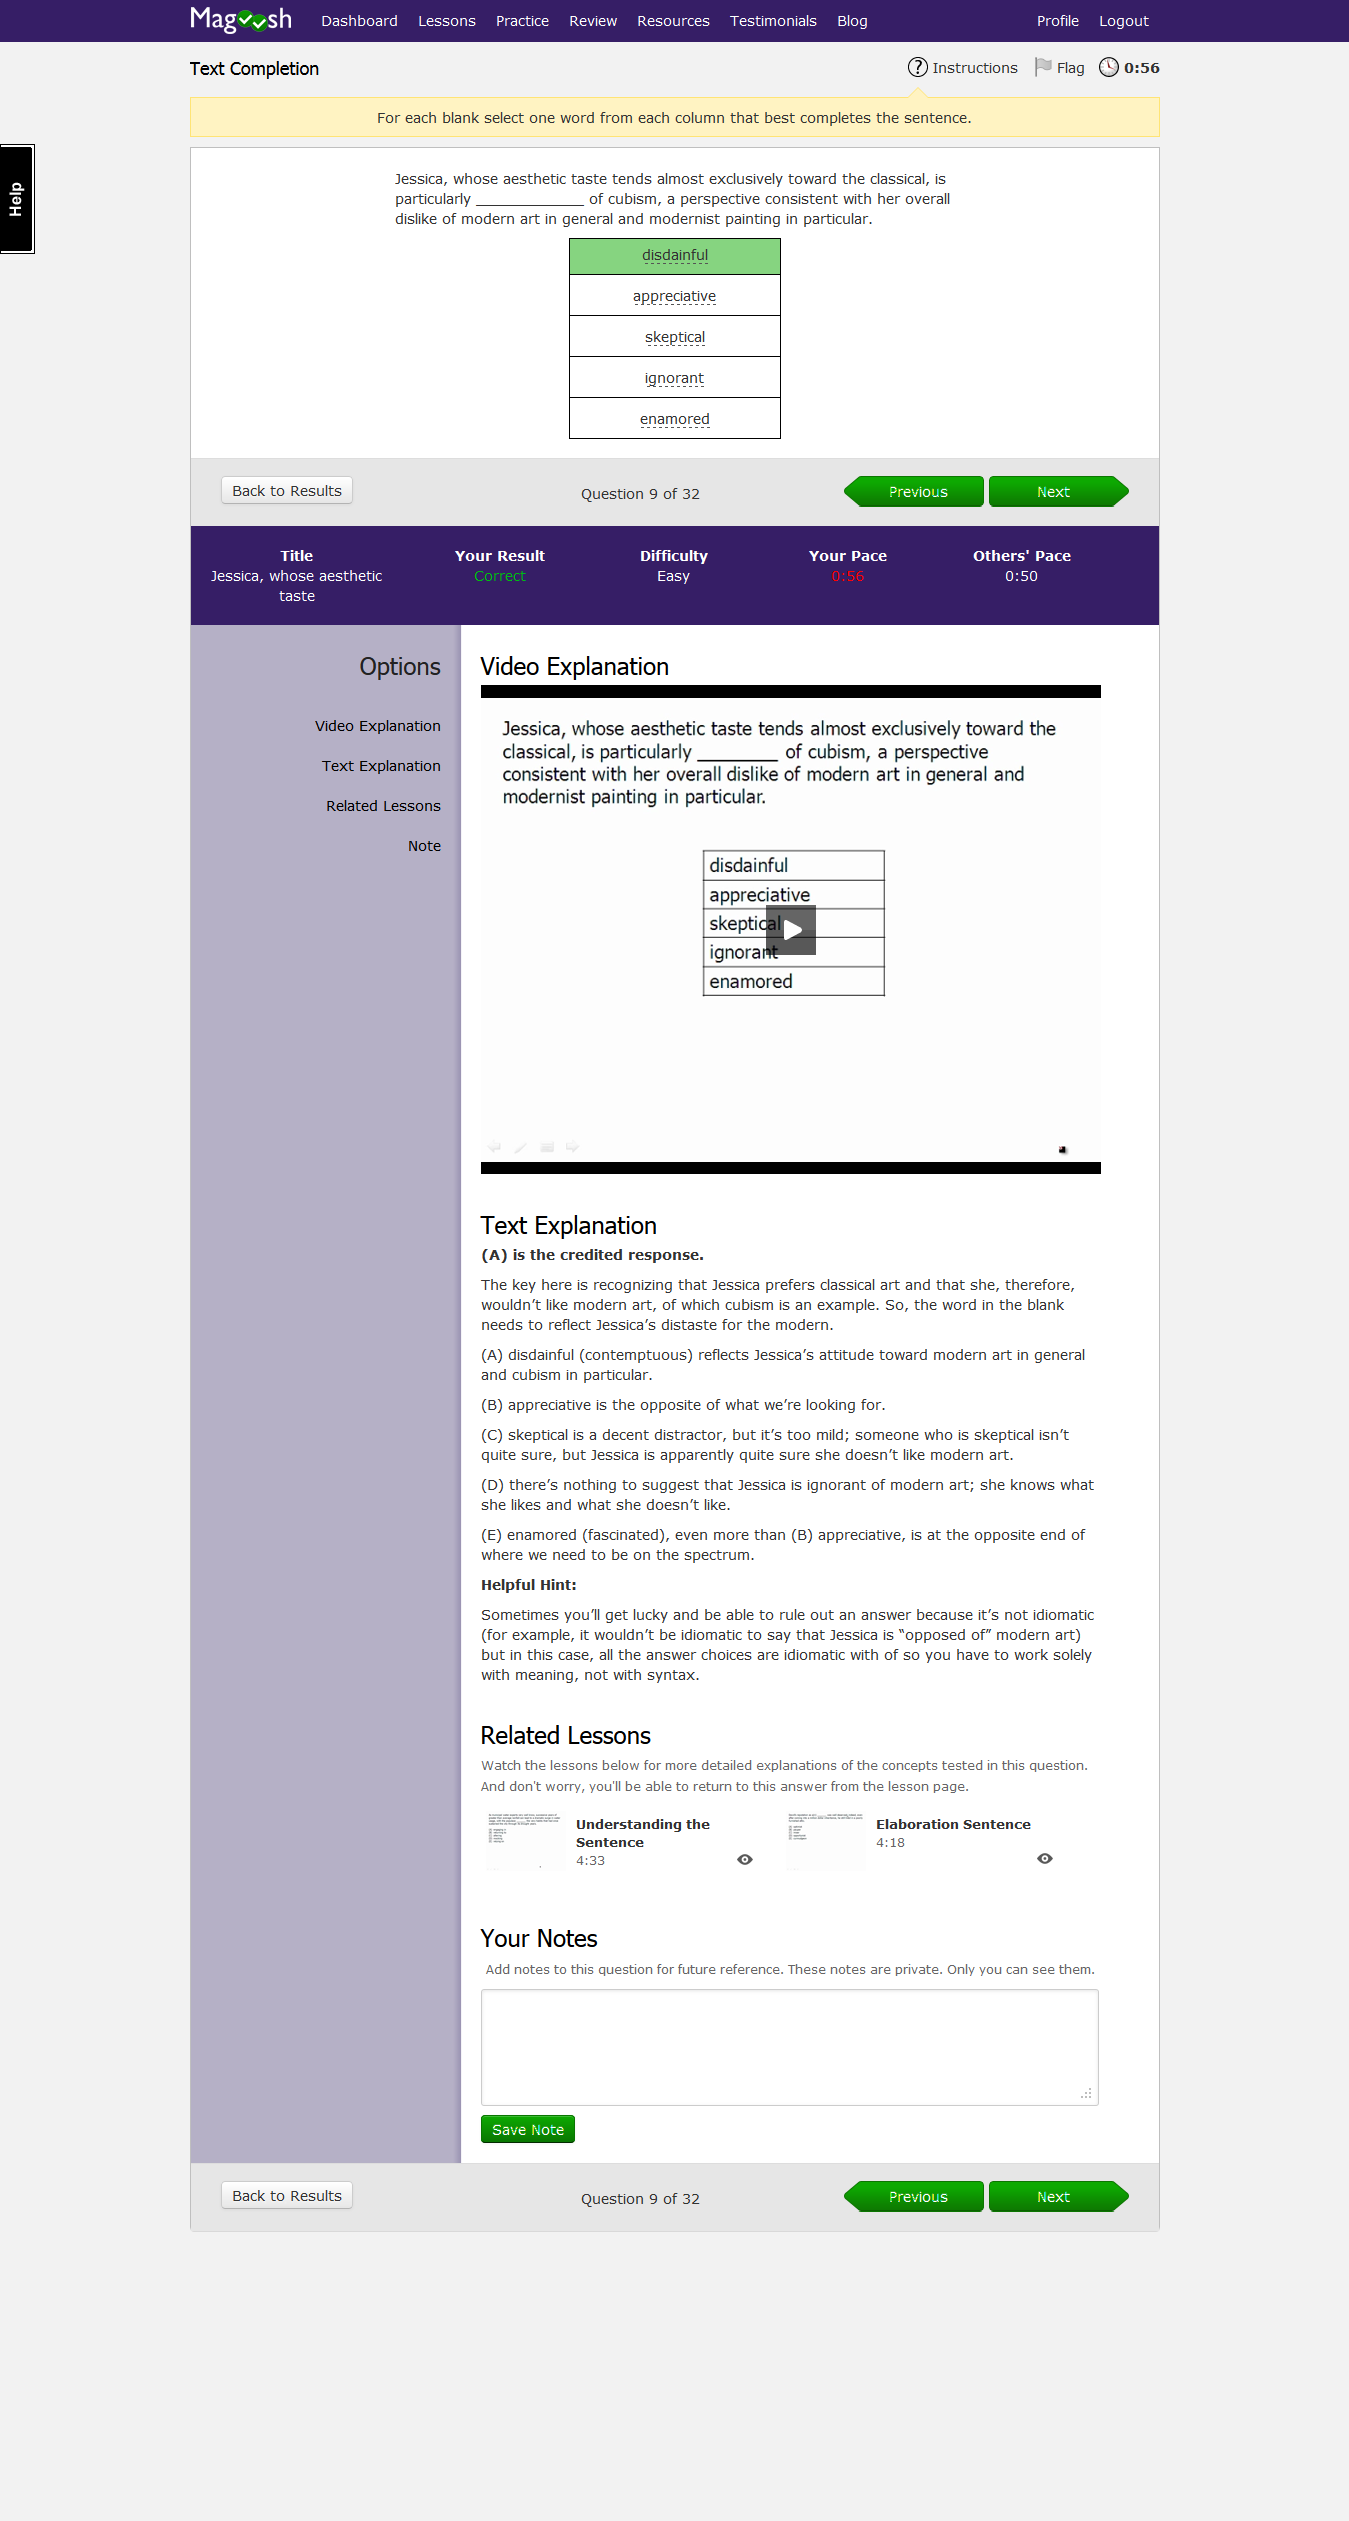 Magoosh Dashboard Lessons Practice Review Resources Testimonials Blog Profile Logout
Text Completion
Instructions Flag 0:56
For each blank select one word from each column that best completes the sentence.
Help
Jessica, whose aesthetic taste tends almost exclusively toward the classical, is
particularly _____________ of cubism, a perspective consistent with her overall
dislike of modern art in general and modernist painting in particular.
disdainful
appreciative
skeptical
ignorant
enamored
Back to Results Question 9 of 32 Previous Next
Title Your Result Difficulty Your Pace Others' Pace
Jessica, whose aesthetic Correct Easy 0:56 0:50
taste
Options
Video Explanation
Text Explanation
Related Lessons
Note
Video Explanation
Jessica, whose aesthetic taste tends almost exclusively toward the
classical, is particularly ________ of cubism, a perspective
consistent with her overall dislike of modern art in general and
modernist painting in particular.
disdainful
appreciative
skeptical
ignorant
enamored
Text Explanation
(A) is the credited response.
The key here is recognizing that Jessica prefers classical art and that she, therefore,
wouldn’t like modern art, of which cubism is an example. So, the word in the blank
needs to reflect Jessica’s distaste for the modern.
(A) disdainful (contemptuous) reflects Jessica’s attitude toward modern art in general
and cubism in particular.
(B) appreciative is the opposite of what we’re looking for.
(C) skeptical is a decent distractor, but it’s too mild; someone who is skeptical isn’t
quite sure, but Jessica is apparently quite sure she doesn’t like modern art.
(D) there’s nothing to suggest that Jessica is ignorant of modern art; she knows what
she likes and what she doesn’t like.
(E) enamored (fascinated), even more than (B) appreciative, is at the opposite end of
where we need to be on the spectrum.
Helpful Hint:
Sometimes you’ll get lucky and be able to rule out an answer because it’s not idiomatic
(for example, it wouldn’t be idiomatic to say that Jessica is “opposed of” modern art)
but in this case, all the answer choices are idiomatic with of so you have to work solely
with meaning, not with syntax.
Related Lessons
Watch the lessons below for more detailed explanations of the concepts tested in this question.
And don't worry, you'll be able to return to this answer from the lesson page.
Understanding the
Sentence
4:33
Elaboration Sentence
4:18
Your Notes
Add notes to this question for future reference. These notes are private. Only you can see them.
Save Note
Back to Results Question 9 of 32 Previous Next